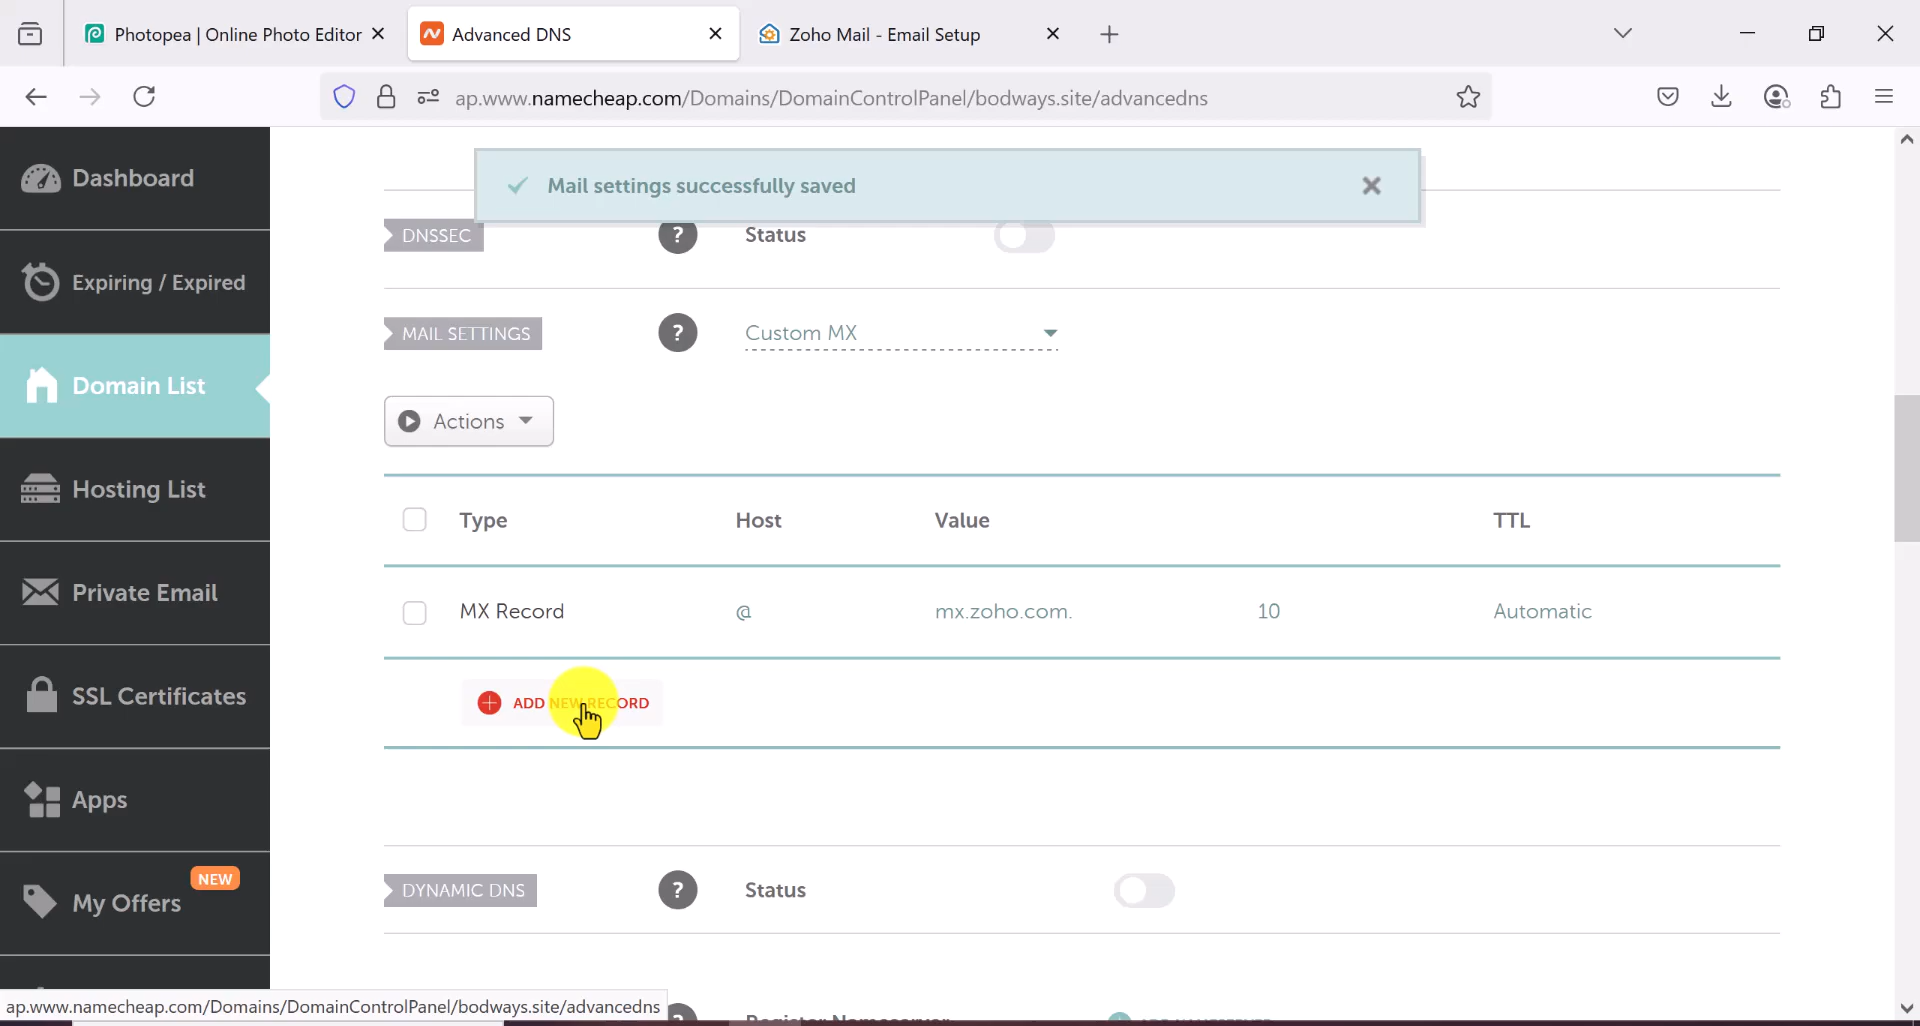 Photopea | Online Photo Editor
Advanced DNS
Zoho Mail - Email Setup
ap.www.namecheap.com/Domains/DomainControlPanel/bodways.site/advancedns
Dashboard
Expiring / Expired
Domain List
Hosting List
Private Email
SSL Certificates
Apps
NEW
My Offers
Mail settings successfully saved
DNSSEC
?
Status
MAIL SETTINGS
?
Custom MX
Actions
Type Host Value TTL
MX Record @ mx.zoho.com. 10 Automatic
ADD NEW RECORD
DYNAMIC DNS
?
Status
ap.www.namecheap.com/Domains/DomainControlPanel/bodways.site/advancedns
Register Nameserver